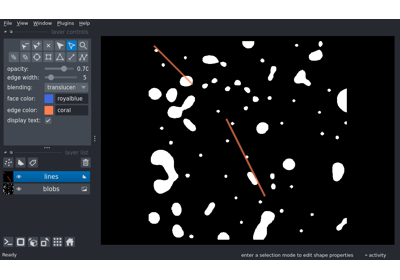 File View Window Plugins Help
layer controls
opacity: 0.70
edge width: 5
blending: translucer
face color: royalblue
edge color: coral
display text:
layer list
lines
blobs
Ready enter a selection mode to edit shape properties activity